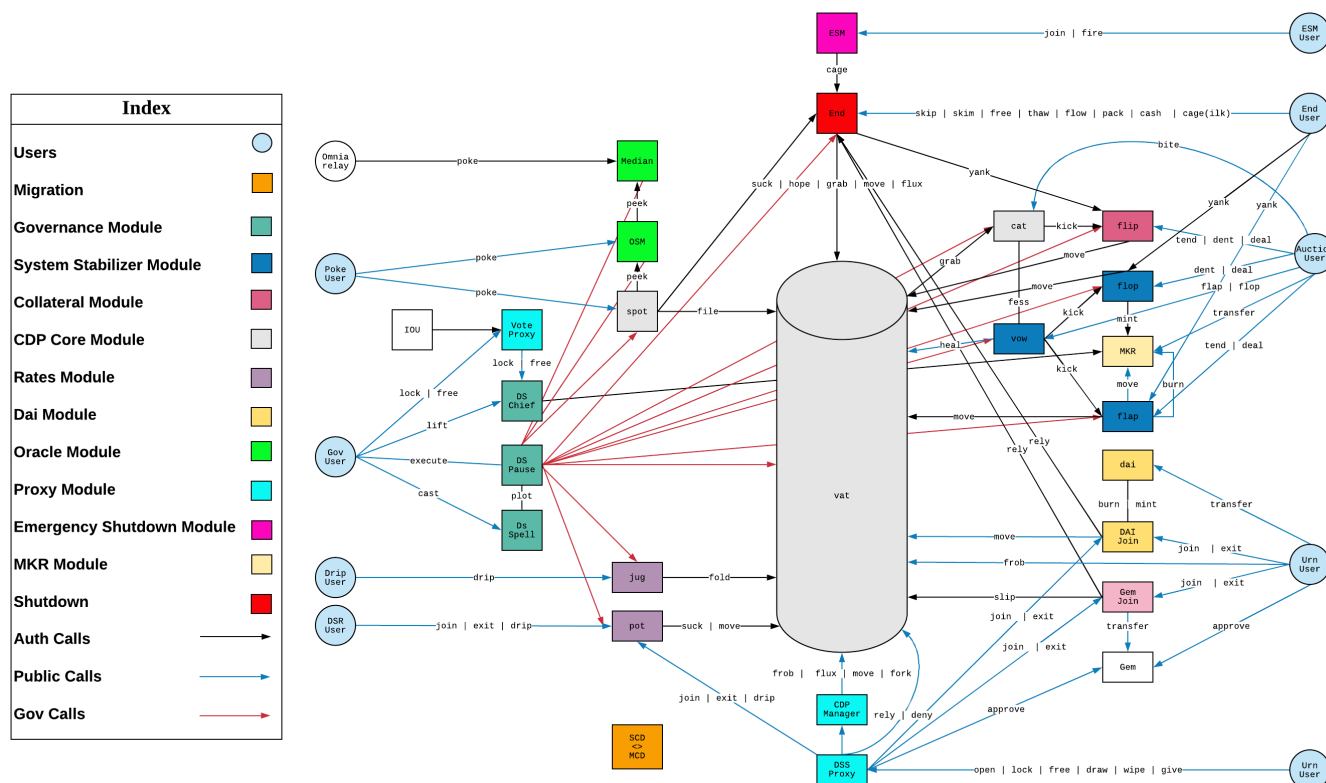 Index
Users
Migration
Governance Module
System Stabilizer Module
Collateral Module
CDP Core Module
Rates Module
Dai Module
Oracle Module
Proxy Module
Emergency Shutdown Module
MKR Module
Shutdown
Auth Calls
Public Calls
Gov Calls
ESM
join | fire
ESM
User
cage
End
skip | skim | free | thaw | flow | pack | cash | cage(ilk)
End
User
Omnia
relay
poke
Median
suck | hope | grab | move | flux
yank
bite
yank
yank
peek
cat
kick
flip
tend | dent | deal
Auctio
User
OSM
poke
Poke
User
poke
peek
grab
move
move
dent | deal
flop
flap | flop
spot
file
fess
kick
mint
transfer
IOU
Vote
Proxy
heal
vow
MKR
tend | deal
lock | free
lock | free
kick
move
burn
DS
Chief
lift
move
flap
rely
rely
Gov
User
execute
DS
Pause
dai
cast
plot
vat
burn | mint
transfer
Ds
Spell
move
DAI
Join
join | exit
frob
Urn
User
Drip
User
drip
jug
fold
join | exit
slip
Gem
Join
DSR
User
join | exit | drip
pot
suck | move
join | exit
transfer
approve
join | exit
Gem
frob | flux | move | fork
join | exit | drip
CDP
Manager
rely | deny
approve
SCD
<>
MCD
DSS
Proxy
open | lock | free | draw | wipe | give
Urn
User